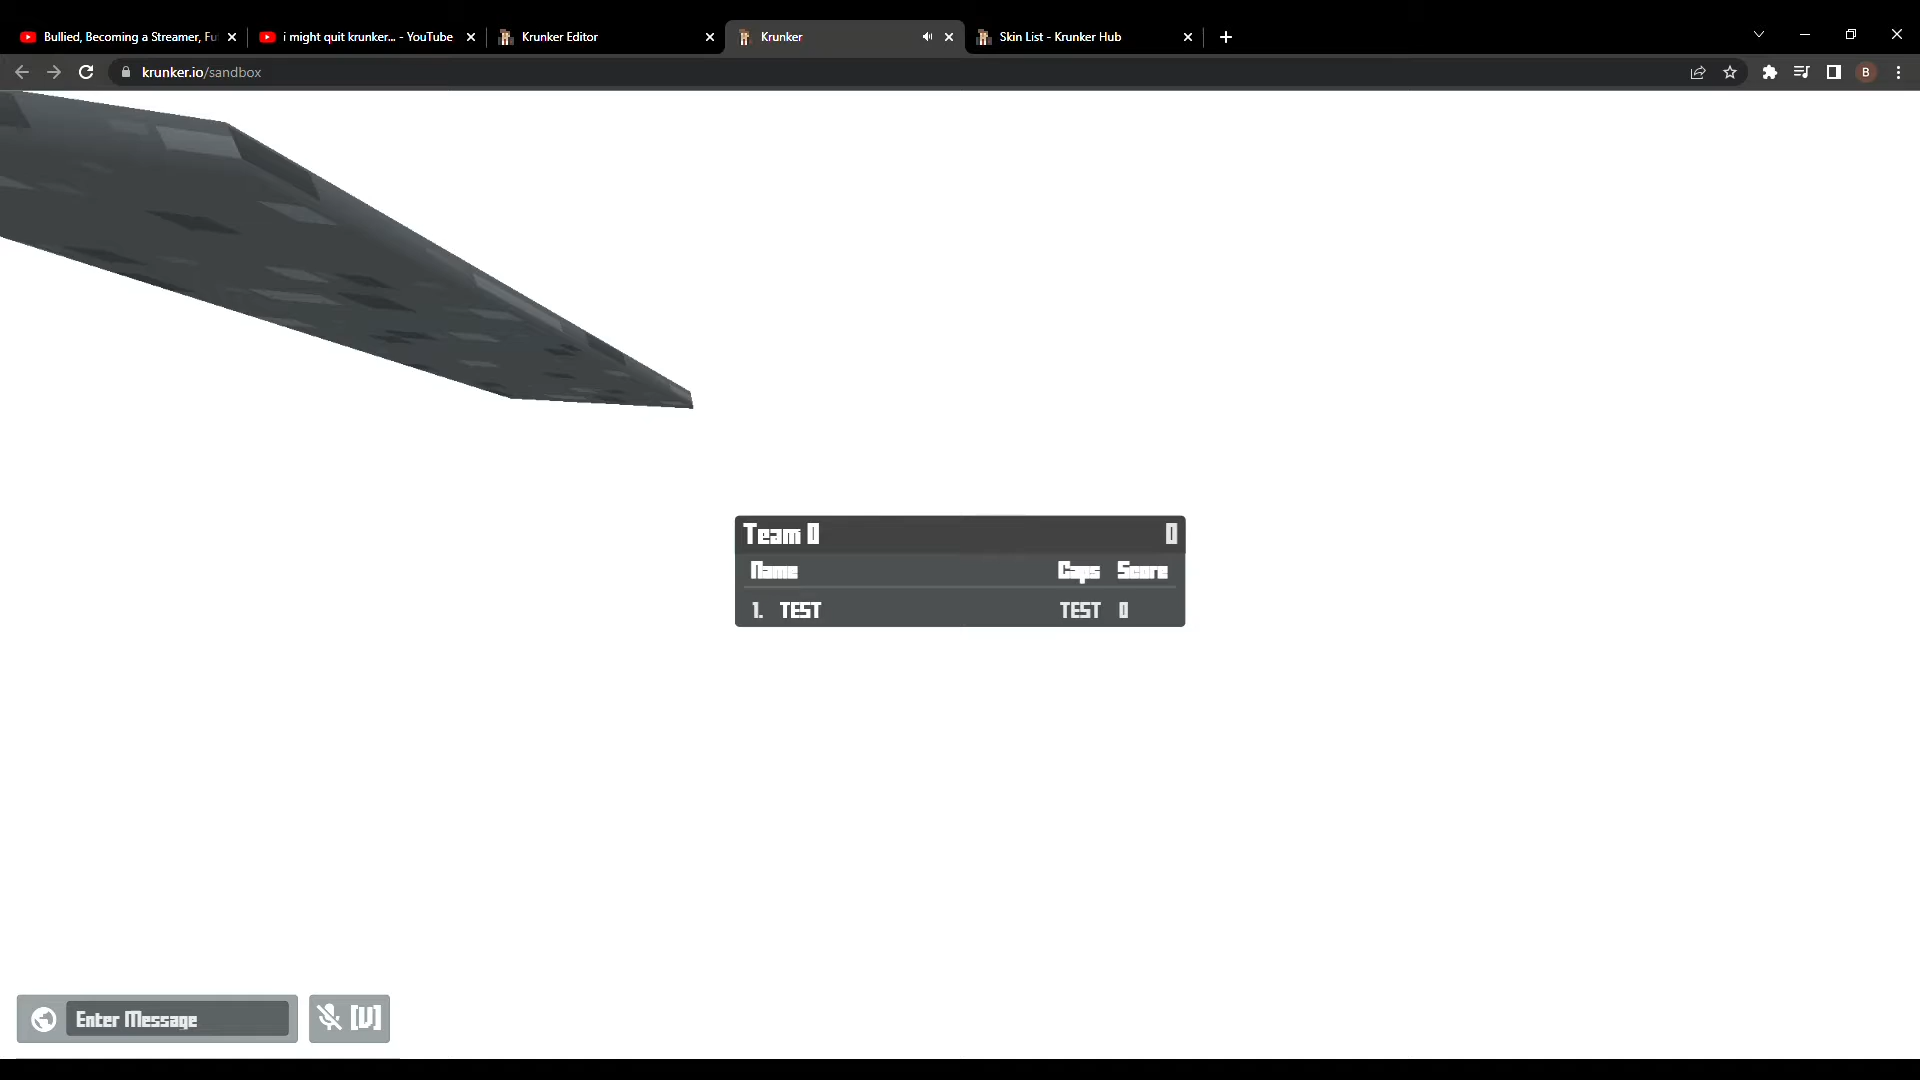 Bullied, Becoming a Streamer, Fu
i might quit krunker... - YouTube
Krunker Editor
Krunker
Skin List - Krunker Hub
krunker.io/sandbox
B
Team 0 0
Name Caps Score
1. TEST TEST 0
Enter Message
[V]